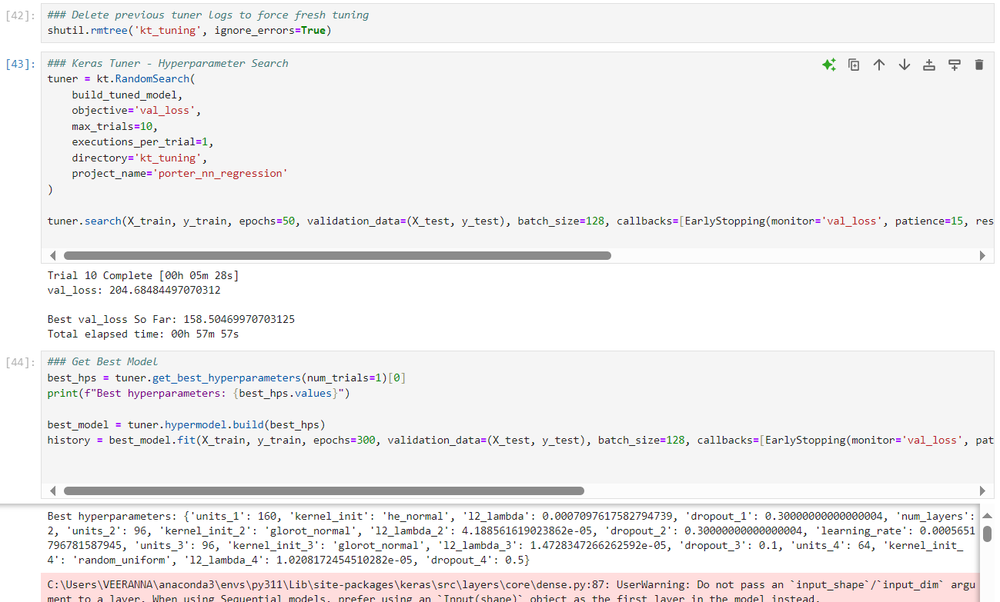 [42]:
### Delete previous tuner logs to force fresh tuning
shutil.rmtree('kt_tuning', ignore_errors=True)
[43]:
### Keras Tuner - Hyperparameter Search
tuner = kt.RandomSearch(
    build_tuned_model,
    objective='val_loss',
    max_trials=10,
    executions_per_trial=1,
    directory='kt_tuning',
    project_name='porter_nn_regression'
)
tuner.search(X_train, y_train, epochs=50, validation_data=(X_test, y_test), batch_size=128, callbacks=[EarlyStopping(monitor='val_loss', patience=15, res
Trial 10 Complete [00h 05m 28s]
val_loss: 204.68484497070312
Best val_loss So Far: 158.50469970703125
Total elapsed time: 00h 57m 57s
[44]:
### Get Best Model
best_hps = tuner.get_best_hyperparameters(num_trials=1)[0]
print(f"Best hyperparameters: {best_hps.values}")
best_model = tuner.hypermodel.build(best_hps)
history = best_model.fit(X_train, y_train, epochs=300, validation_data=(X_test, y_test), batch_size=128, callbacks=[EarlyStopping(monitor='val_loss', pat
Best hyperparameters: {'units_1': 160, 'kernel_init': 'he_normal', 'l2_lambda': 0.0007097617582794739, 'dropout_1': 0.30000000000000004, 'num_layers':
2, 'units_2': 96, 'kernel_init_2': 'glorot_normal', 'l2_lambda_2': 4.188561619023862e-05, 'dropout_2': 0.30000000000000004, 'learning_rate': 0.0005651
796781587945, 'units_3': 96, 'kernel_init_3': 'glorot_normal', 'l2_lambda_3': 1.4728347266262592e-05, 'dropout_3': 0.1, 'units_4': 64, 'kernel_init_
4': 'random_uniform', 'l2_lambda_4': 1.0208172454510282e-05, 'dropout_4': 0.5}
C:\Users\VEERANNA\anaconda3\envs\py311\Lib\site-packages\keras\src\layers\core\dense.py:87: UserWarning: Do not pass an `input_shape`/`input_dim` argu
ment to a layer. When using Sequential models, prefer using an `Input(shape)` object as the first layer in the model instead.